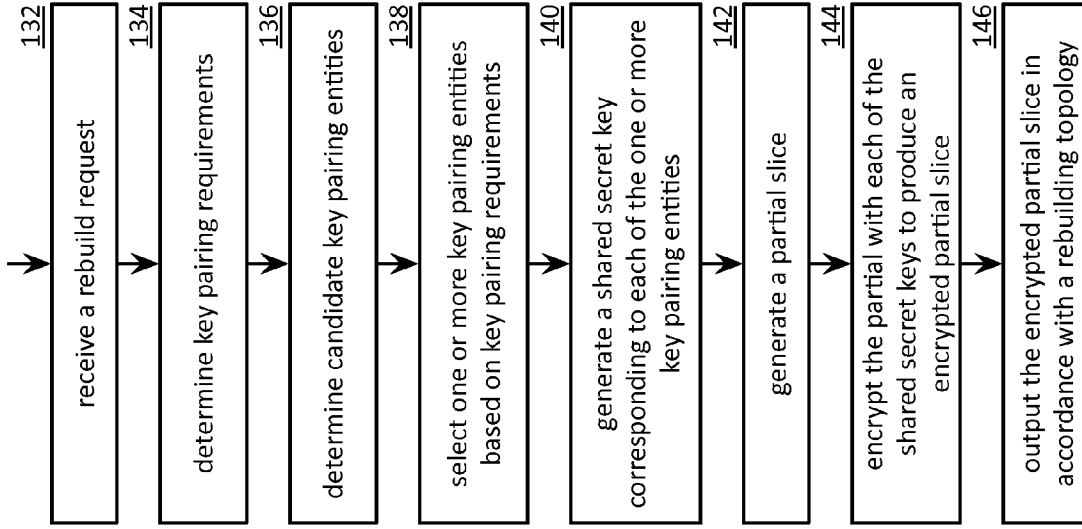 132
receive a rebuild request
134
determine key pairing requirements
136
determine candidate key pairing entities
138
select one or more key pairing entities
based on key pairing requirements
140
generate a shared secret key
corresponding to each of the one or more
key pairing entities
142
generate a partial slice
144
encrypt the partial with each of the
shared secret keys to produce an
encrypted partial slice
146
output the encrypted partial slice in
accordance with a rebuilding topology